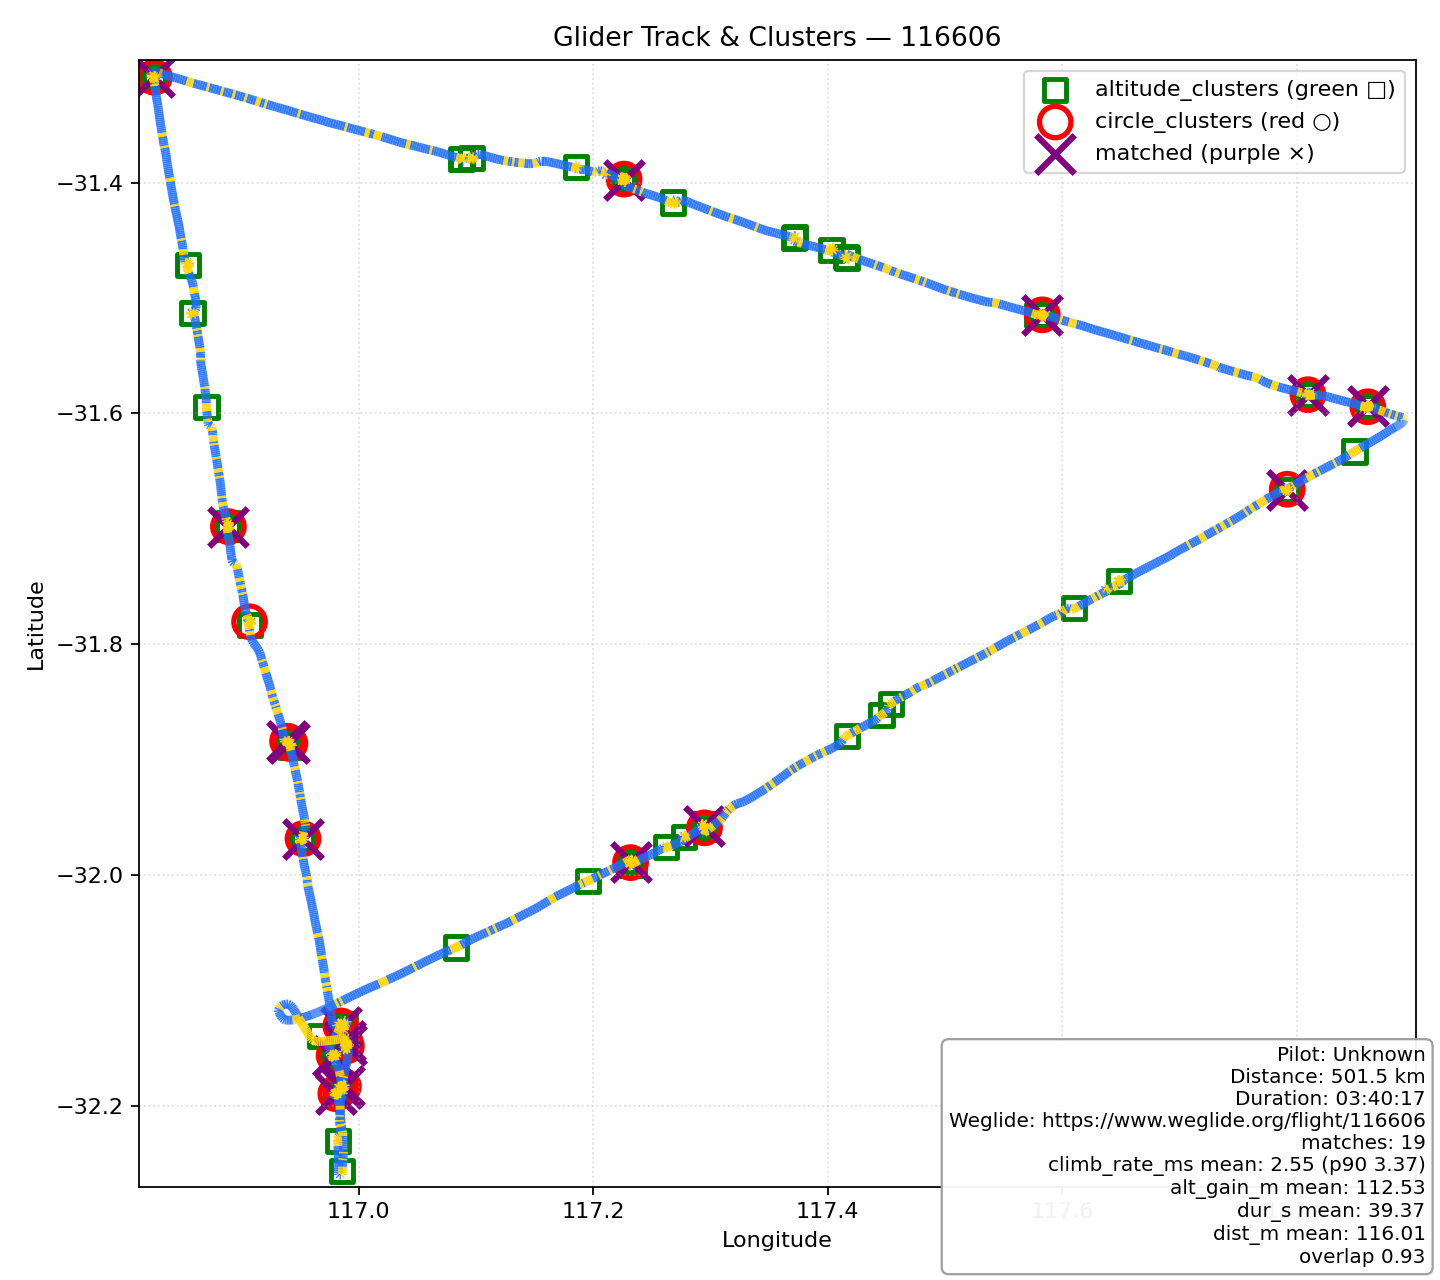 Glider Track & Clusters — 116606
altitude_clusters (green □)
circle_clusters (red ○)
matched (purple ×)
Latitude
−31.4
−31.6
−31.8
−32.0
−32.2
117.0
117.2
117.4
117.6
Longitude
Pilot: Unknown
Distance: 501.5 km
Duration: 03:40:17
Weglide: https://www.weglide.org/flight/116606
matches: 19
climb_rate_ms mean: 2.55 (p90 3.37)
alt_gain_m mean: 112.53
dur_s mean: 39.37
dist_m mean: 116.01
overlap 0.93